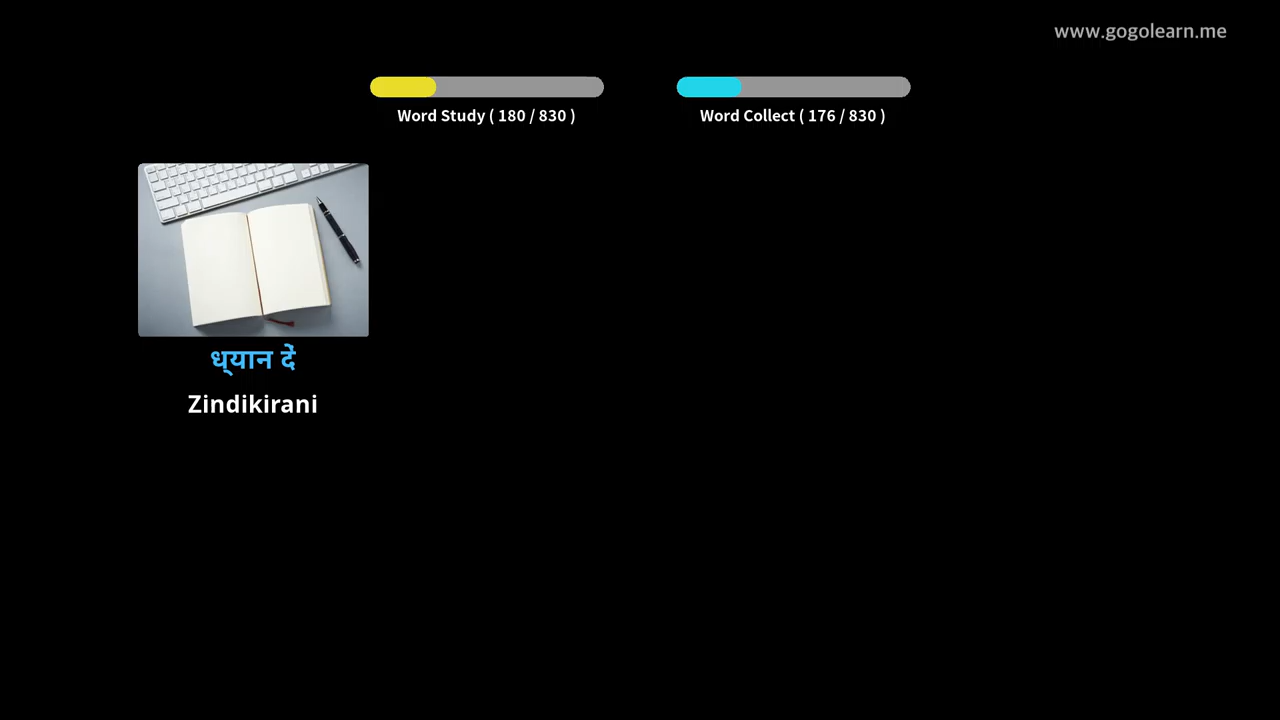 www.gogolearn.me
Word Study ( 180 / 830 )
Word Collect ( 176 / 830 )
ध्यान दें
Zindikirani